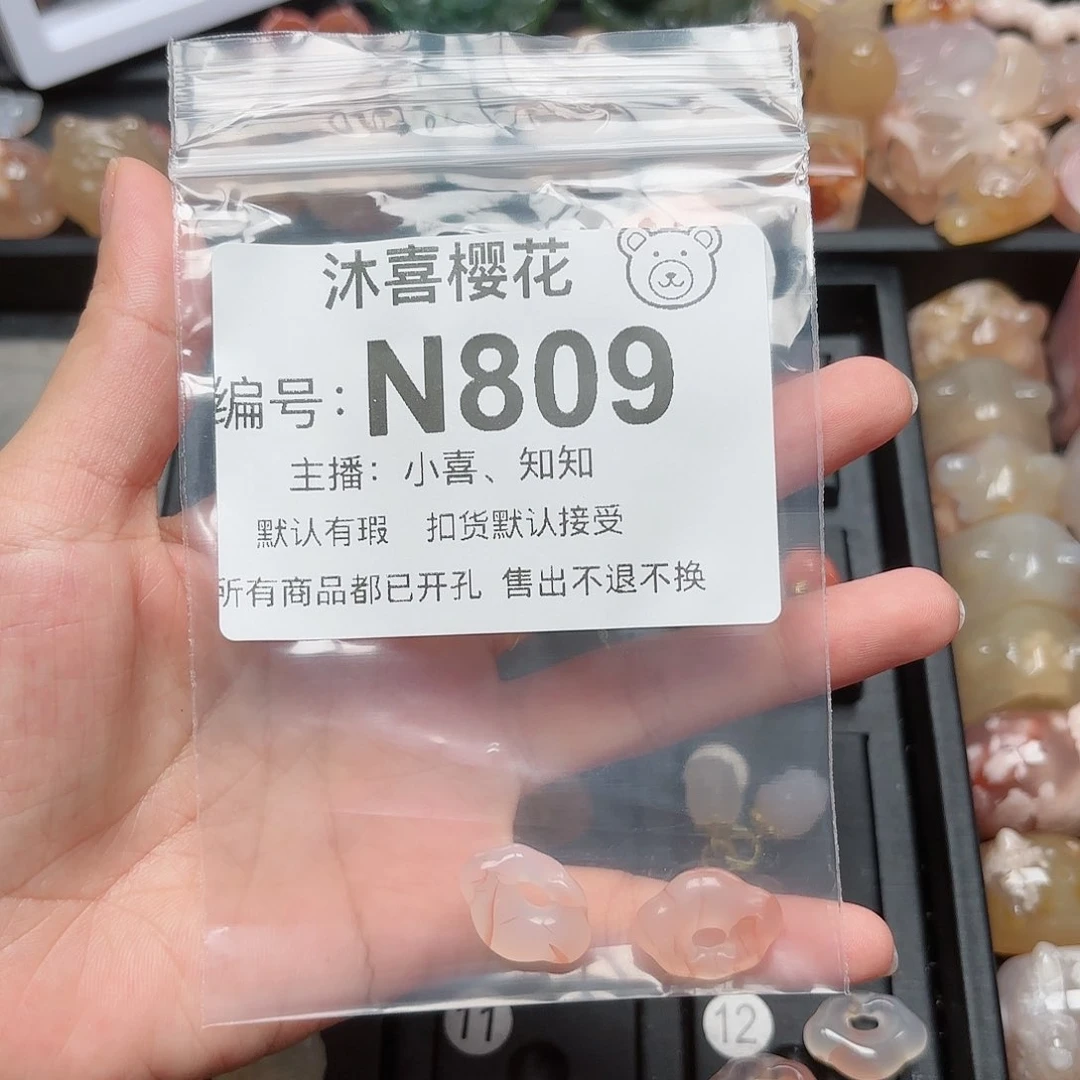 沐喜樱花
编号：N809
主播：小喜、知知
默认有瑕 扣货默认接受
所有商品都已开孔 售出不退不换
11
12